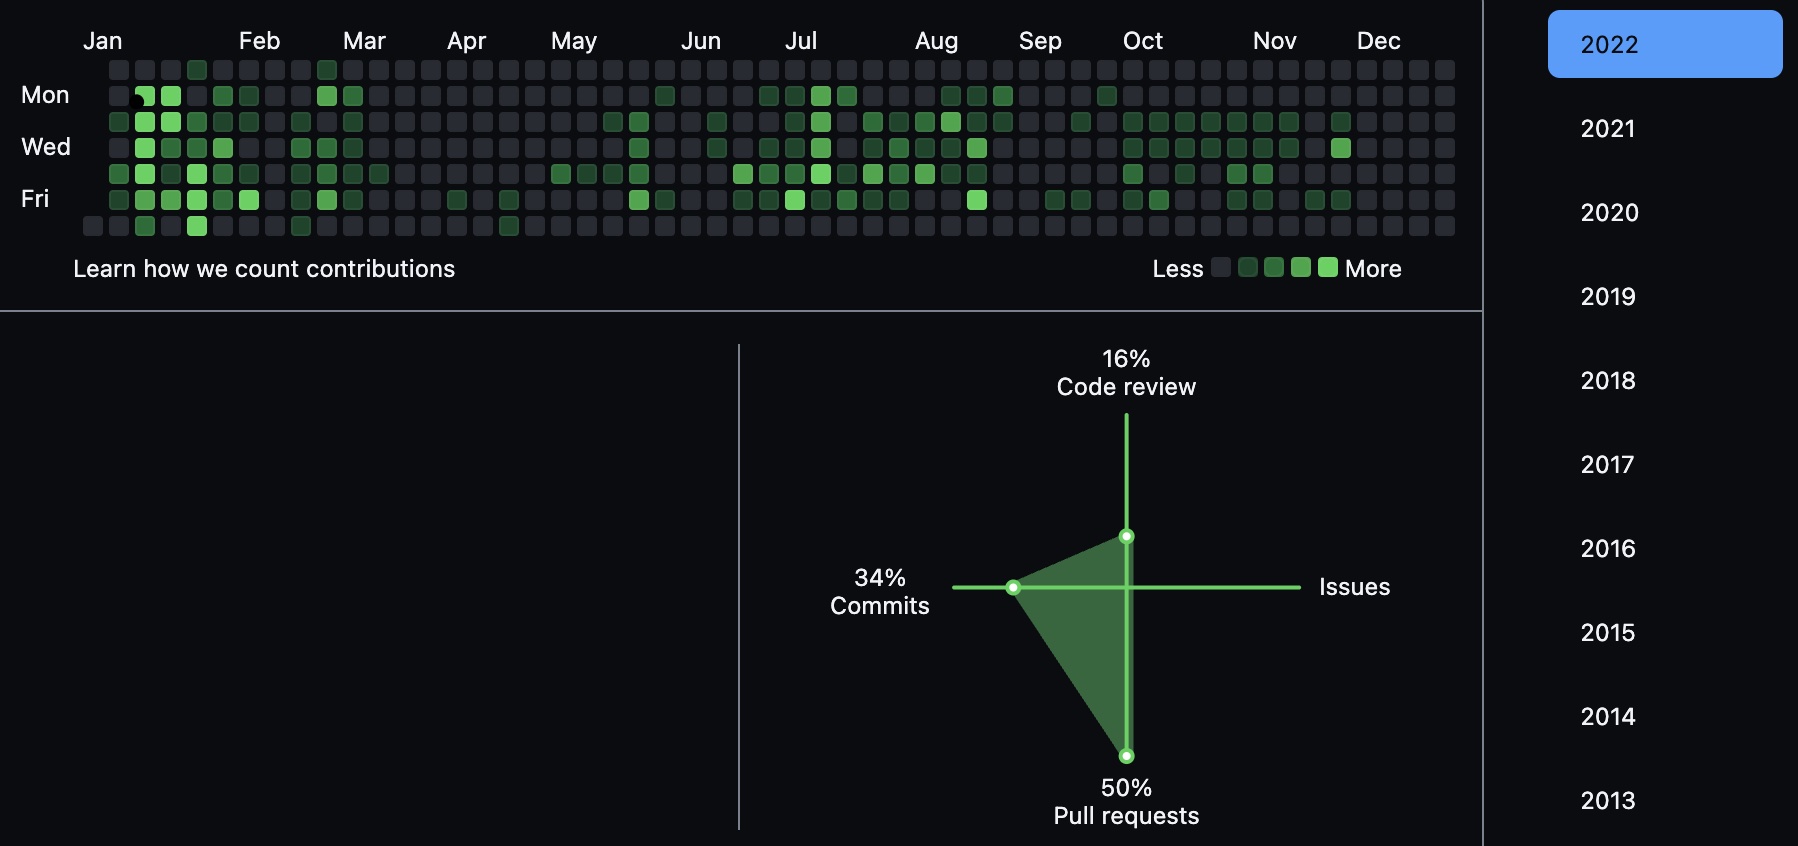 Jan Feb Mar Apr May Jun Jul Aug Sep Oct Nov Dec
Mon
Wed
Fri
Learn how we count contributions
Less More
16%
Code review
34%
Commits
Issues
50%
Pull requests
2022
2021
2020
2019
2018
2017
2016
2015
2014
2013